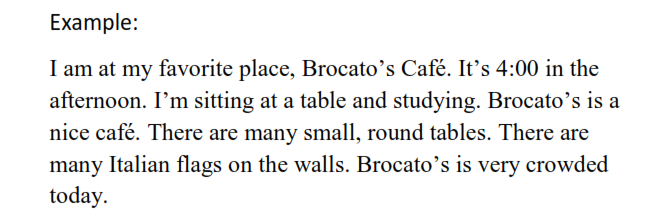 Example:
I am at my favorite place, Brocato’s Café. It’s 4:00 in the
afternoon. I’m sitting at a table and studying. Brocato’s is a
nice café. There are many small, round tables. There are
many Italian flags on the walls. Brocato’s is very crowded
today.